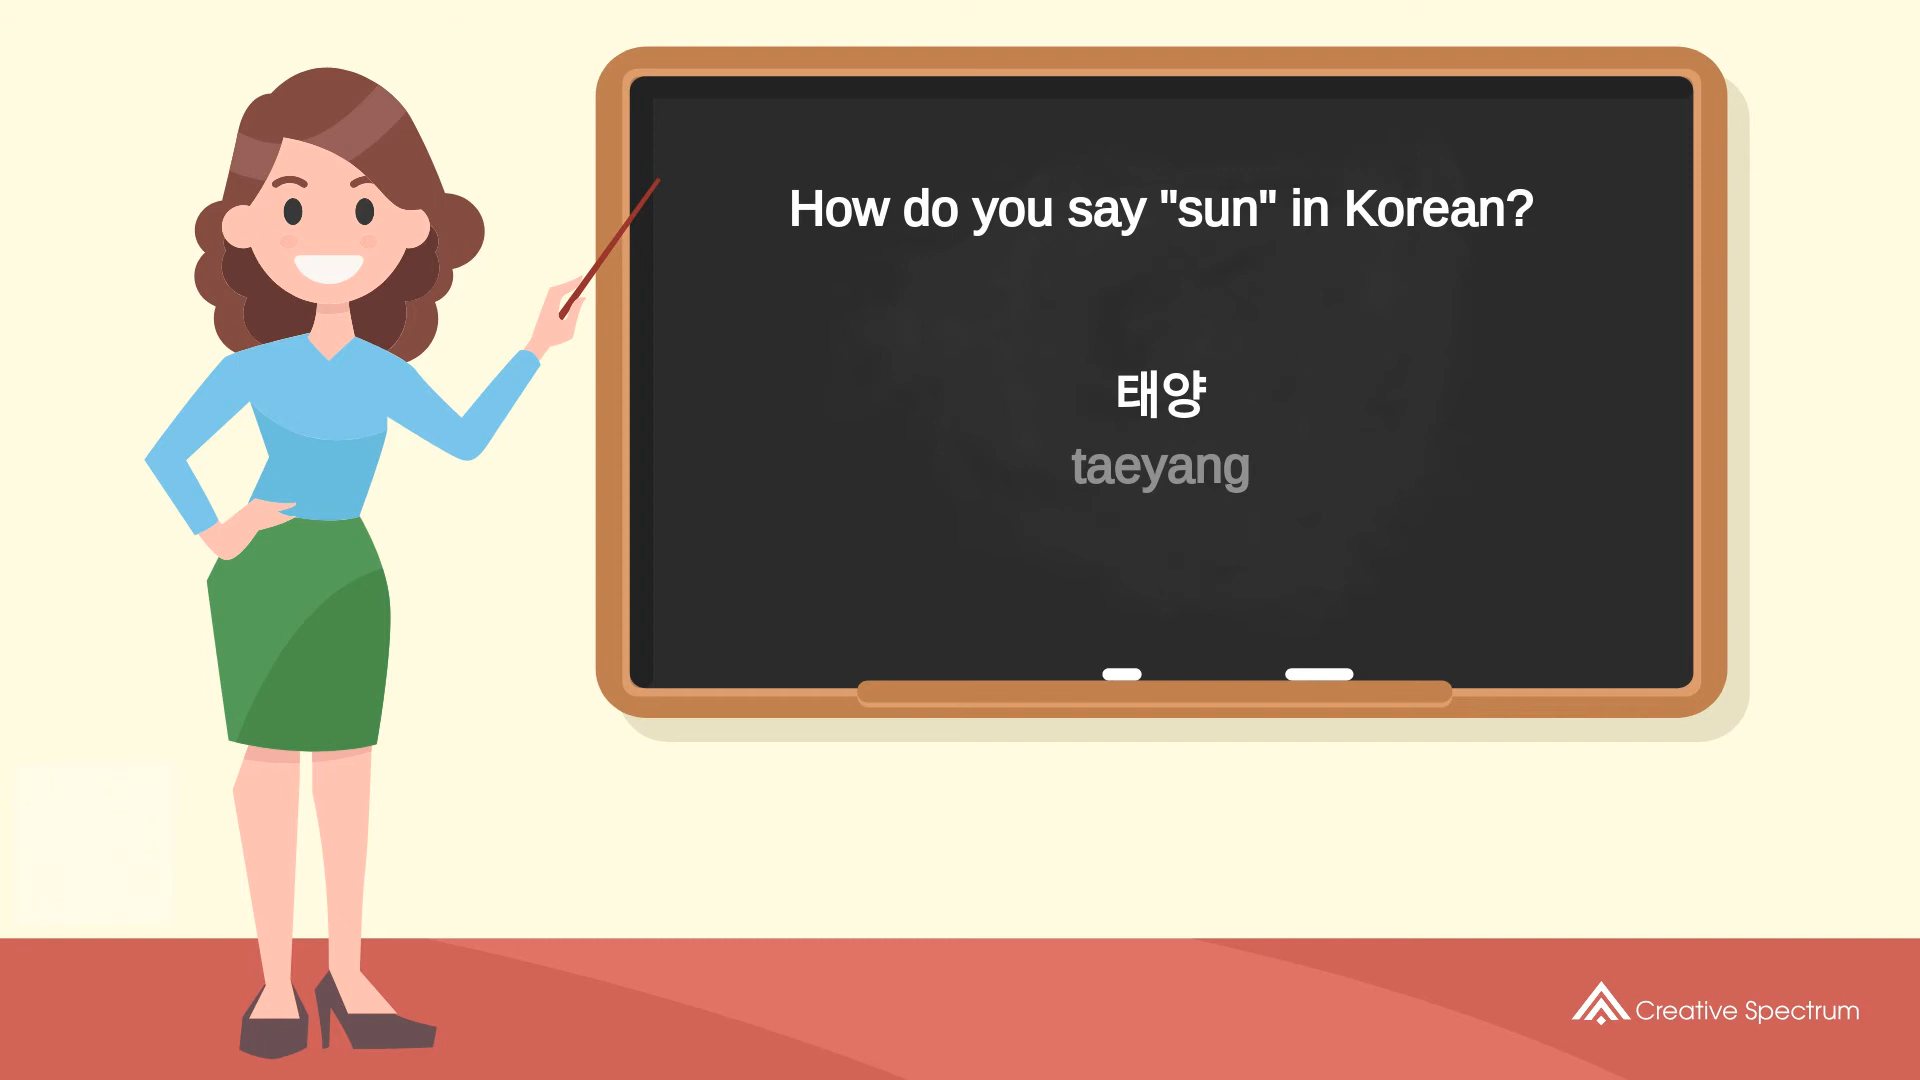 How do you say "sun" in Korean?
태양
taeyang
Creative Spectrum